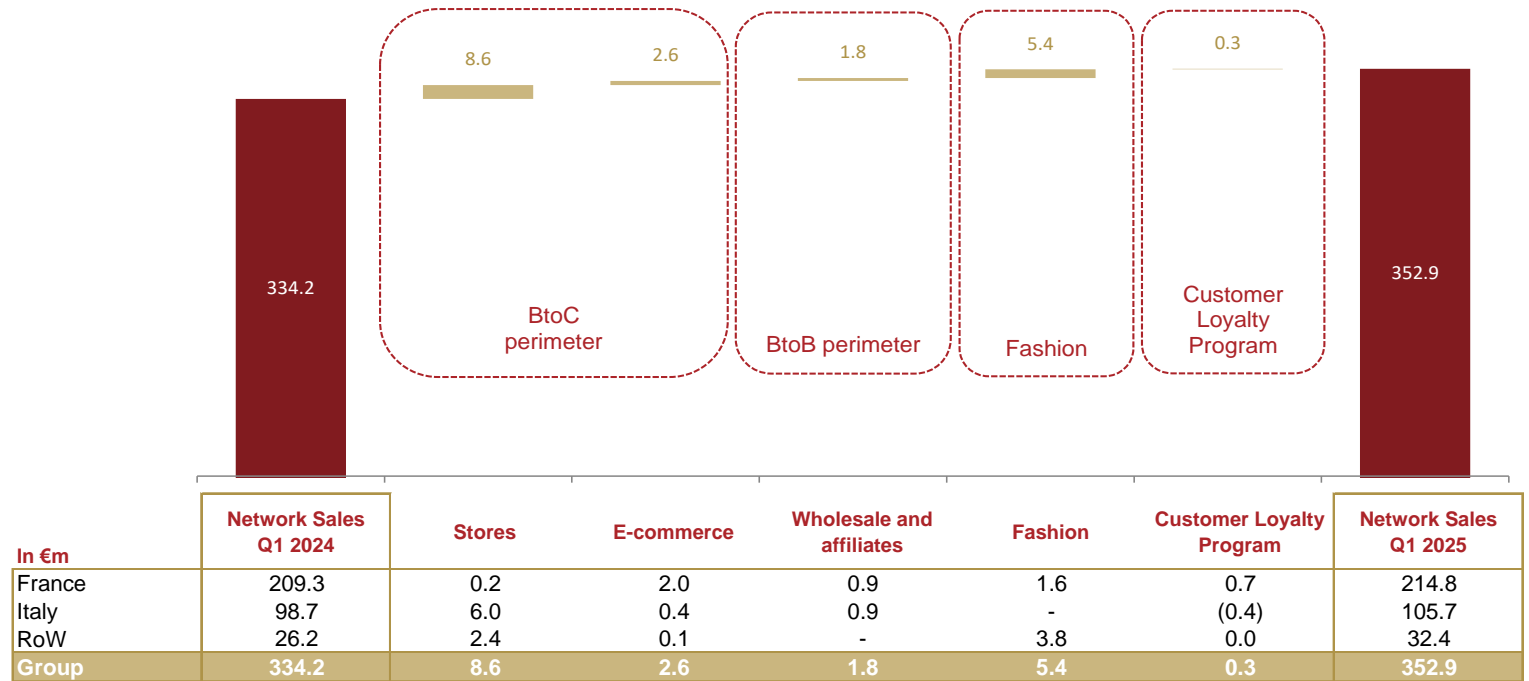 8.6
2.6
1.8
5.4
0.3
334.2
352.9
BtoC
perimeter
BtoB perimeter
Fashion
Customer
Loyalty
Program
In €m
Network Sales
Q1 2024
Stores
E-commerce
Wholesale and
affiliates
Fashion
Customer Loyalty
Program
Network Sales
Q1 2025
France 209.3 0.2 2.0 0.9 1.6 0.7 214.8
Italy 98.7 6.0 0.4 0.9 - (0.4) 105.7
RoW 26.2 2.4 0.1 - 3.8 0.0 32.4
Group 334.2 8.6 2.6 1.8 5.4 0.3 352.9